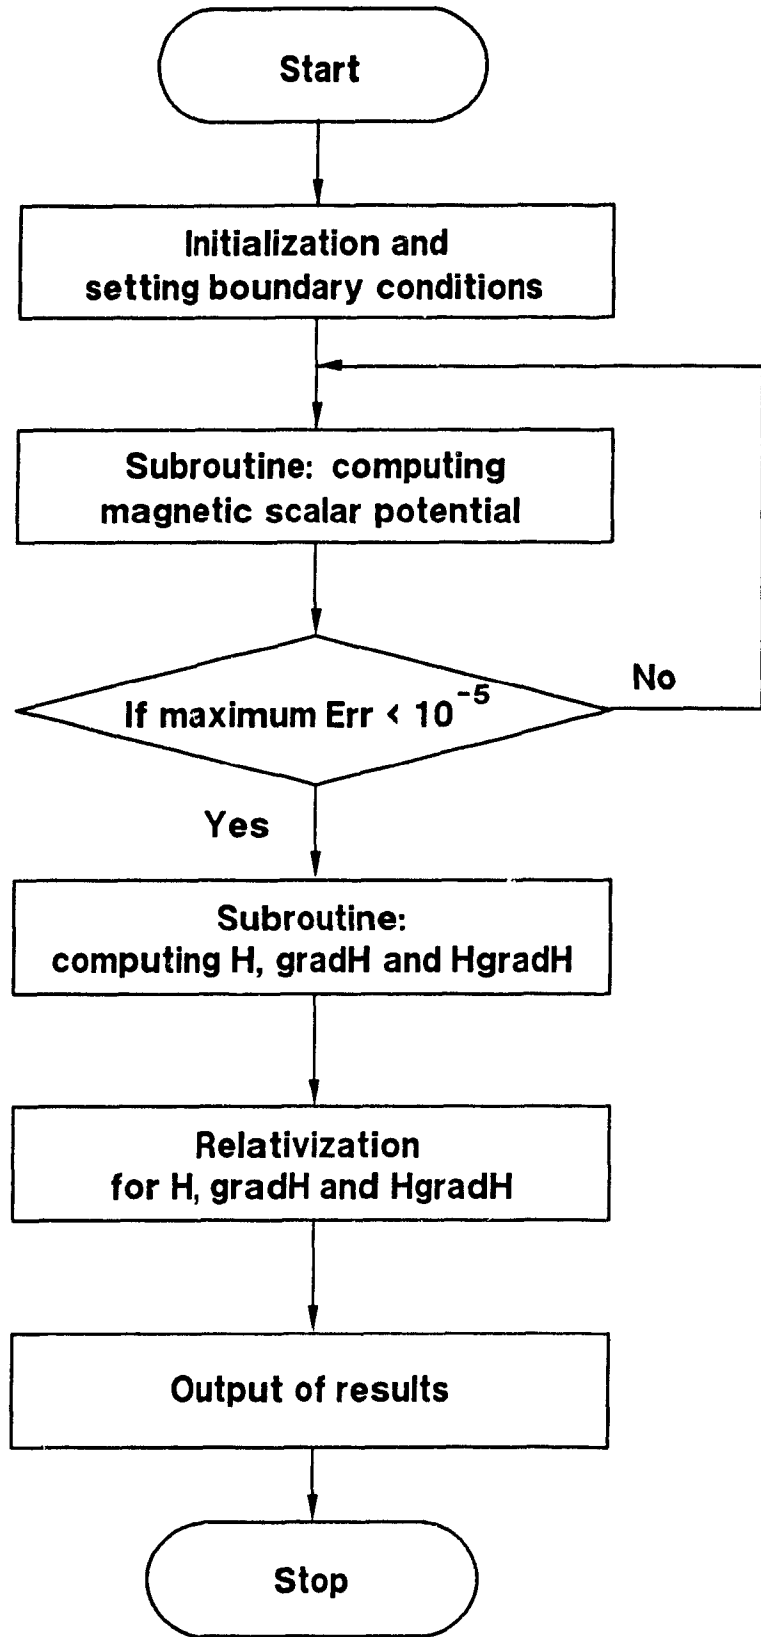 Start
Initialization and
setting boundary conditions
Subroutine: computing
magnetic scalar potential
If maximum Err < 10⁻⁵
No
Yes
Subroutine:
computing H, gradH and HgradH
Relativization
for H, gradH and HgradH
Output of results
Stop